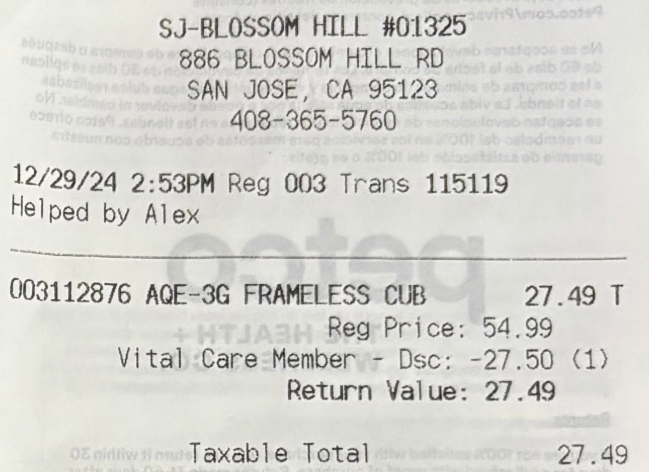 SJ-BLOSSOM HILL #01325
886 BLOSSOM HILL RD
SAN JOSE, CA 95123
408-365-5760
12/29/24 2:53PM Reg 003 Trans 115119
Helped by Alex
003112876 AQE-3G FRAMELESS CUB 27.49 T
Reg Price: 54.99
Vital Care Member - Dsc: -27.50 (1)
Return Value: 27.49
Taxable Total 27.49